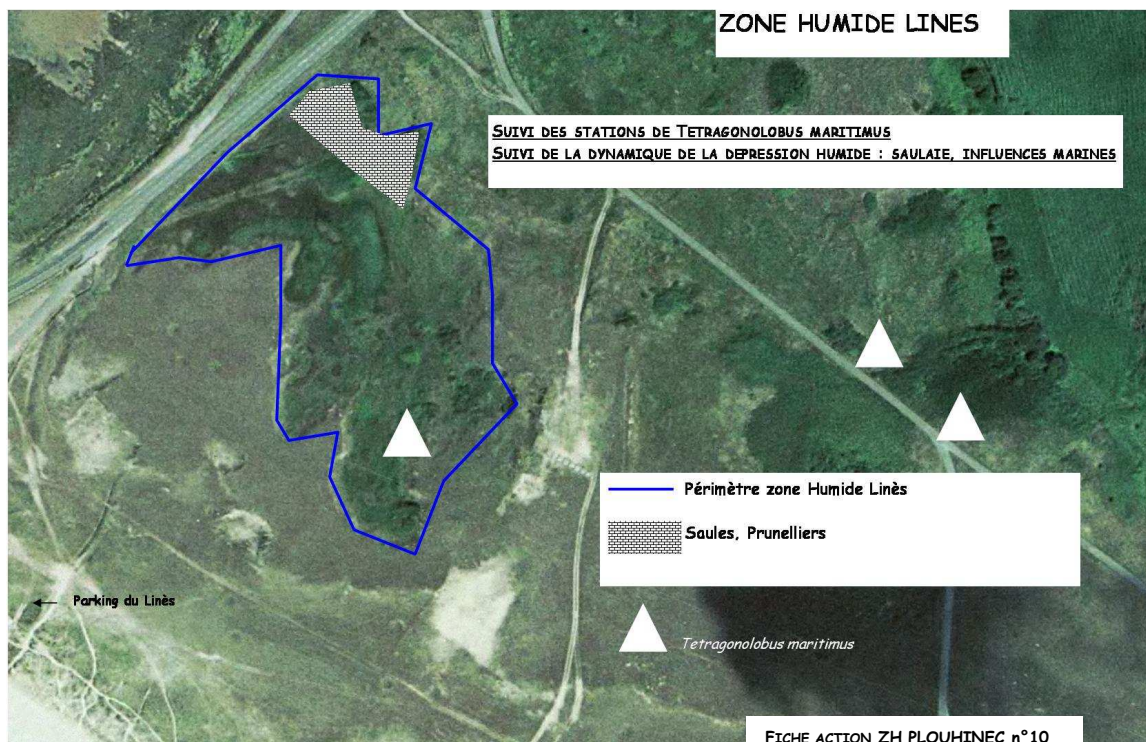 ZONE HUMIDE LINES
SUIVI DES STATIONS DE TETRAGONOLOBUS MARITIMUS
SUIVI DE LA DYNAMIQUE DE LA DEPRESSION HUMIDE : SAULAIE, INFLUENCES MARINES
Périmètre zone Humide Linès
Saules, Prunelliers
Parking du Linès
Tetragonolobus maritimus
FICHE ACTION ZH PLOUHINEC n°10